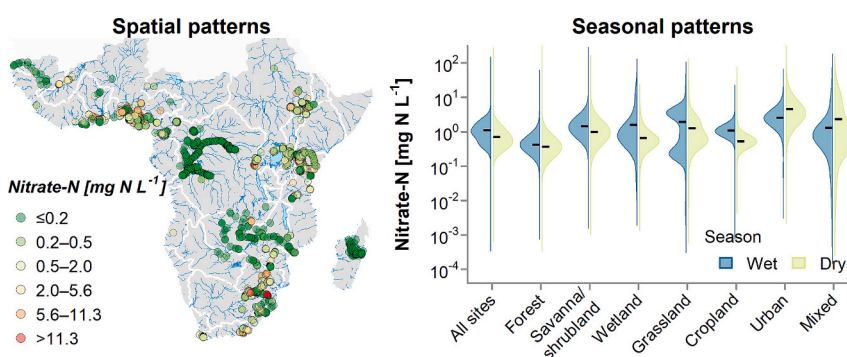 Spatial patterns
Nitrate-N [mg N L⁻¹]
≤0.2
0.2–0.5
0.5–2.0
2.0–5.6
5.6–11.3
>11.3
Seasonal patterns
Nitrate-N [mg N L⁻¹]
10²
10¹
10⁰
10⁻¹
10⁻²
10⁻³
10⁻⁴
Season
Wet Dry
All sites
Forest
Savanna/
shrubland
Wetland
Grassland
Cropland
Urban
Mixed